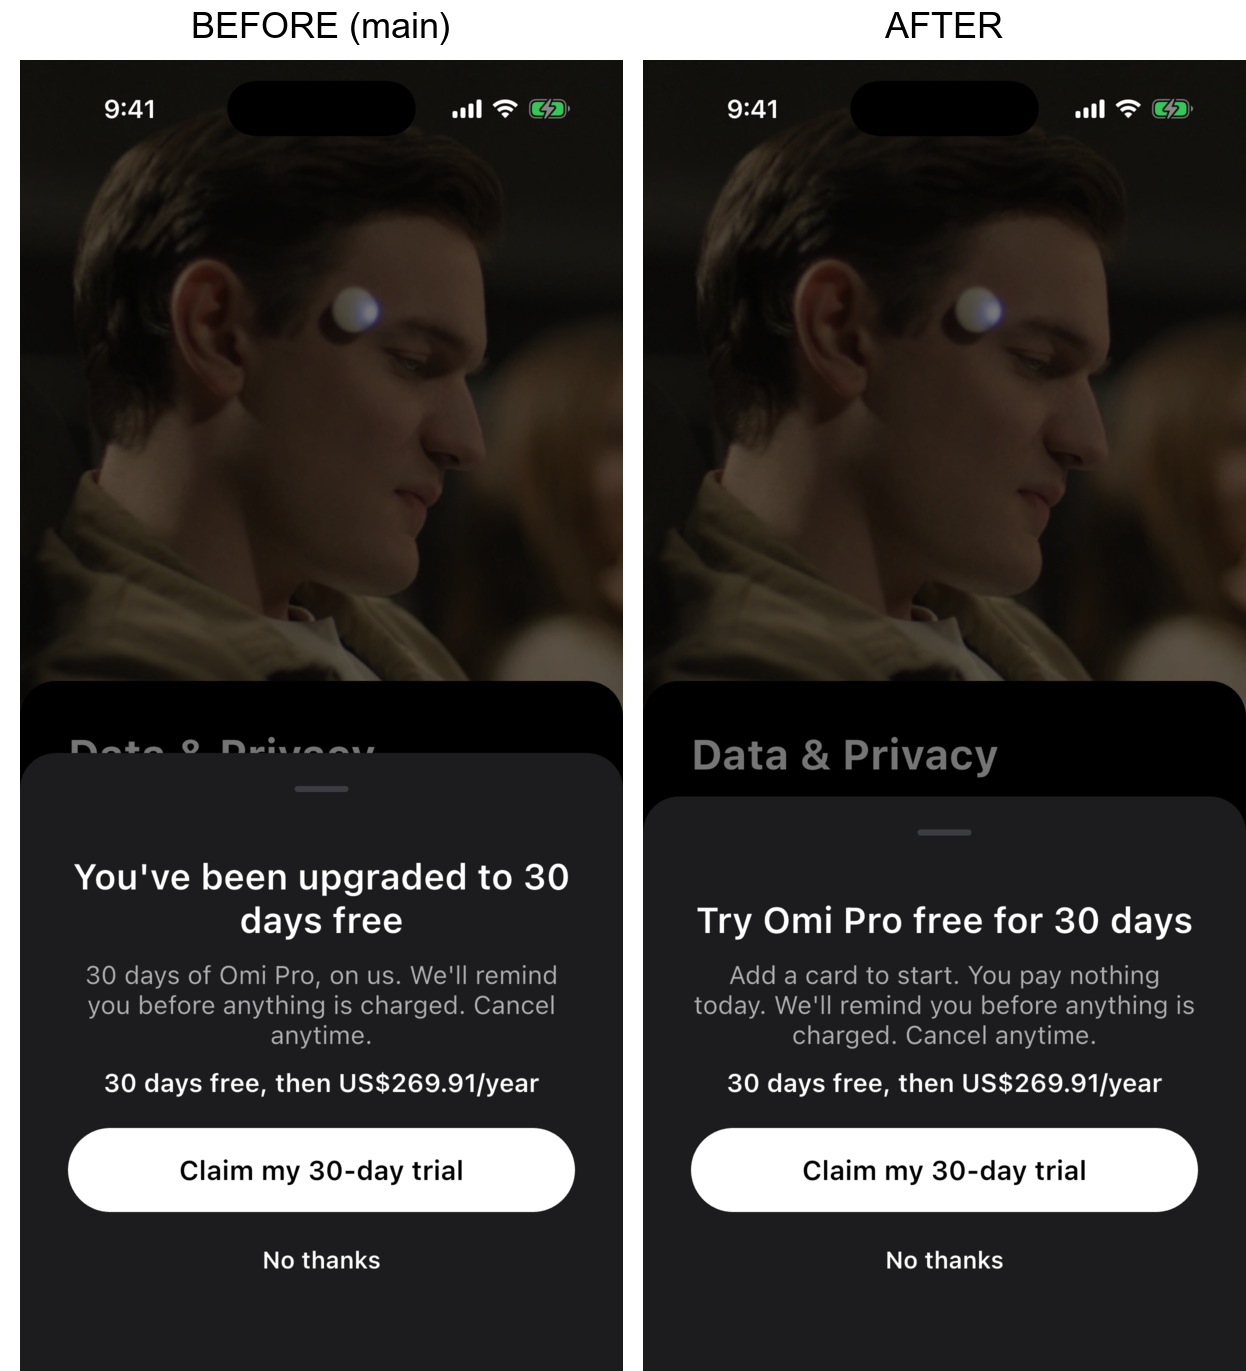 BEFORE (main)
9:41
Data & Privacy
You've been upgraded to 30
days free
30 days of Omi Pro, on us. We'll remind
you before anything is charged. Cancel
anytime.
30 days free, then US$269.91/year
Claim my 30-day trial
No thanks
AFTER
9:41
Data & Privacy
Try Omi Pro free for 30 days
Add a card to start. You pay nothing
today. We'll remind you before anything is
charged. Cancel anytime.
30 days free, then US$269.91/year
Claim my 30-day trial
No thanks